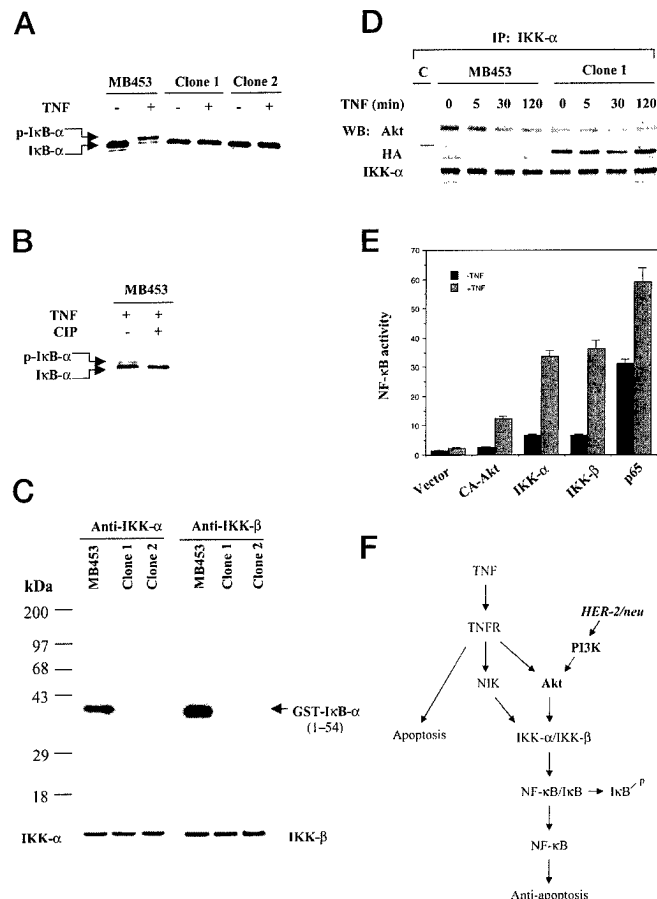 A
MB453 Clone 1 Clone 2
TNF - + - + - +
p-IκB-α
IκB-α
B
MB453
TNF + +
CIP - +
p-IκB-α
IκB-α
C
Anti-IKK-α Anti-IKK-β
MB453 Clone 1 Clone 2 MB453 Clone 1 Clone 2
kDa
200
97
68
43
GST-IκB-α
(1–54)
29
18
IKK-α IKK-β
D
IP: IKK-α
C MB453 Clone 1
TNF (min) 0 5 30 120 0 5 30 120
WB: Akt
HA
IKK-α
E
NF-κB activity
70
60
50
40
30
20
10
0
-TNF
+TNF
Vector CA-Akt IKK-α IKK-β p65
F
TNF
TNFR
HER-2/neu
PI3K
NIK Akt
Apoptosis
IKK-α/IKK-β
NF-κB/IκB IκB p
NF-κB
Anti-apoptosis